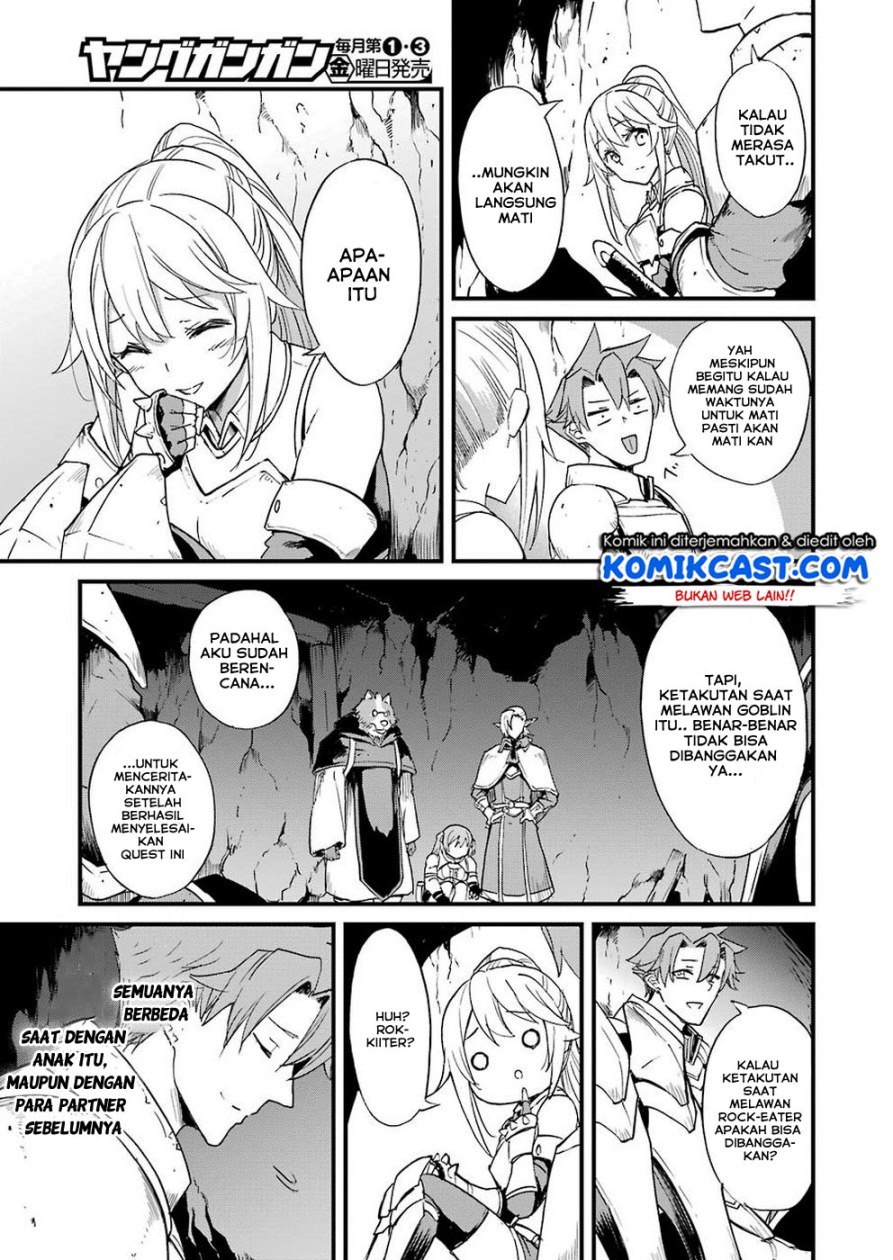 ヤングガンガン
毎月第❶・❸
金曜日発売
KALAU
TIDAK
MERASA
TAKUT..
..MUNGKIN
AKAN
LANGSUNG
MATI
APA-
APAAN
ITU
YAH
MESKIPUN
BEGITU KALAU
MEMANG SUDAH
WAKTUNYA
UNTUK MATI
PASTI AKAN
MATI KAN
Komik ini diterjemahkan & diedit oleh
KOMIKCAST.COM
BUKAN WEB LAIN!!
TAPI,
KETAKUTAN SAAT
MELAWAN GOBLIN
ITU.. BENAR-BENAR
TIDAK BISA
DIBANGGAKAN
YA...
PADAHAL
AKU SUDAH
BEREN-
CANA...
...UNTUK
MENCERITA-
KANNYA
SETELAH
BERHASIL
MENYELESAI-
KAN
QUEST INI
KALAU
KETAKUTAN
SAAT
MELAWAN
ROCK-EATER
APAKAH BISA
DIBANGGA-
KAN?
HUH?
ROK-
KIITER?
SEMUANYA
BERBEDA
SAAT DENGAN
ANAK ITU,
MAUPUN DENGAN
PARA PARTNER
SEBELUMNYA